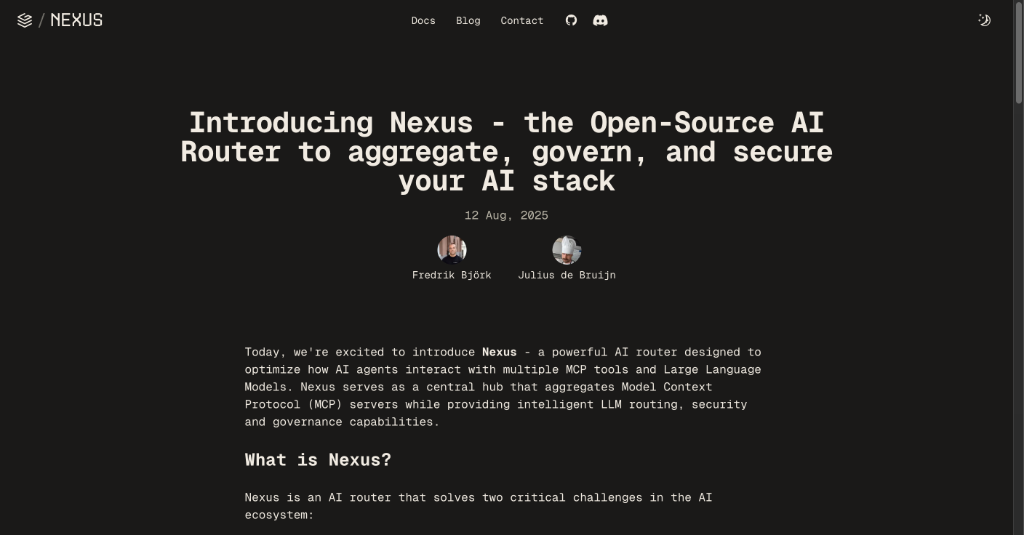 / NEXUS
Docs Blog Contact
Introducing Nexus - the Open-Source AI
Router to aggregate, govern, and secure
your AI stack
12 Aug, 2025
Fredrik Björk Julius de Bruijn
Today, we're excited to introduce Nexus - a powerful AI router designed to
optimize how AI agents interact with multiple MCP tools and Large Language
Models. Nexus serves as a central hub that aggregates Model Context
Protocol (MCP) servers while providing intelligent LLM routing, security
and governance capabilities.
What is Nexus?
Nexus is an AI router that solves two critical challenges in the AI
ecosystem: